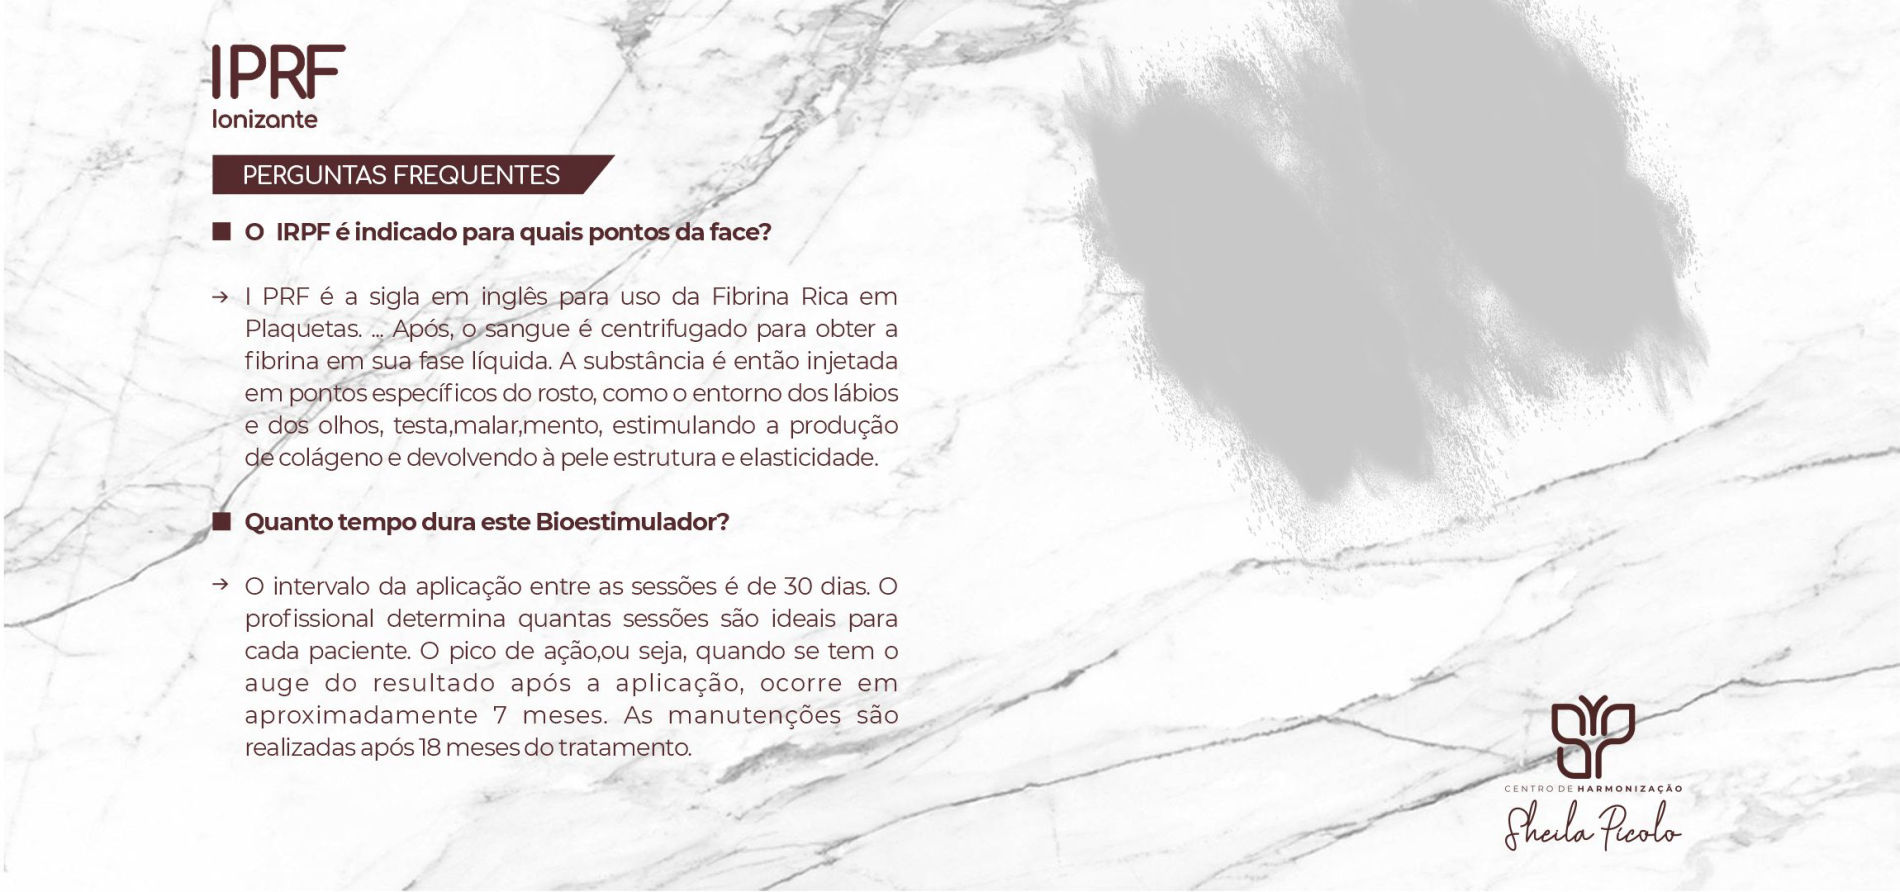 IPRF
Ionizante
PERGUNTAS FREQUENTES
O IRPF é indicado para quais pontos da face?
I PRF é a sigla em inglês para uso da Fibrina Rica em
Plaquetas. ... Após, o sangue é centrifugado para obter a
fibrina em sua fase líquida. A substância é então injetada
em pontos específicos do rosto, como o entorno dos lábios
e dos olhos, testa,malar,mento, estimulando a produção
de colágeno e devolvendo à pele estrutura e elasticidade.
Quanto tempo dura este Bioestimulador?
O intervalo da aplicação entre as sessões é de 30 dias. O
profissional determina quantas sessões são ideais para
cada paciente. O pico de ação,ou seja, quando se tem o
auge do resultado após a aplicação, ocorre em
aproximadamente 7 meses. As manutenções são
realizadas após 18 meses do tratamento.
CENTRO DE HARMONIZAÇÃO
Sheila Picolo